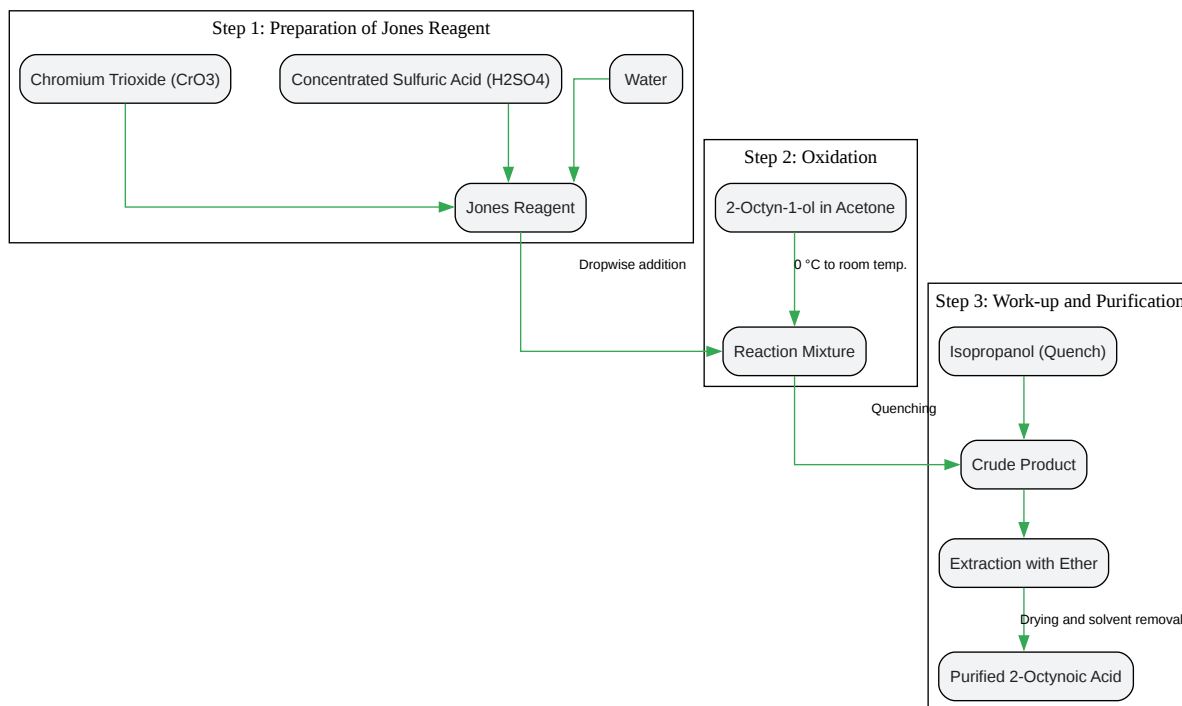 Step 1: Preparation of Jones Reagent
Chromium Trioxide (CrO3)
Concentrated Sulfuric Acid (H2SO4)
Water
Jones Reagent
Step 2: Oxidation
2-Octyn-1-ol in Acetone
Dropwise addition
0 °C to room temp.
Reaction Mixture
Step 3: Work-up and Purification
Isopropanol (Quench)
Quenching
Crude Product
Extraction with Ether
Drying and solvent removal
Purified 2-Octynoic Acid